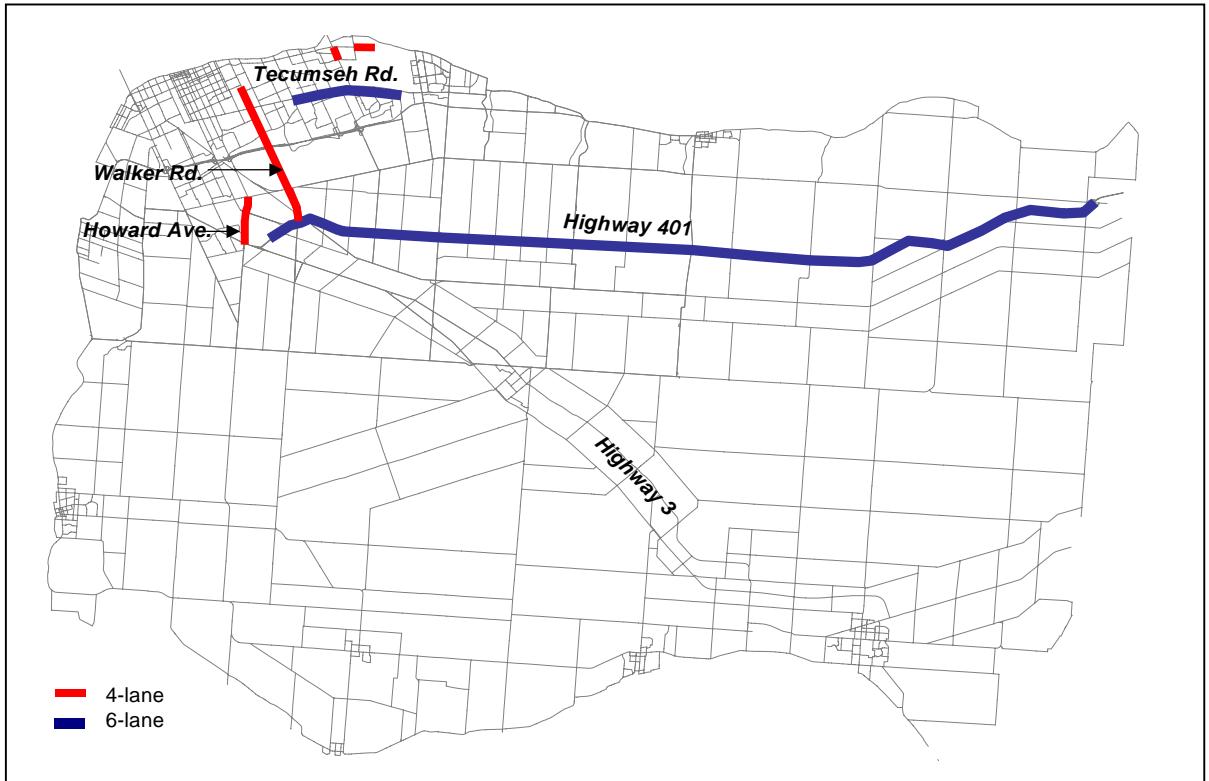 Tecumseh Rd.
Walker Rd.
Howard Ave.
Highway 401
Highway 3
4-lane
6-lane